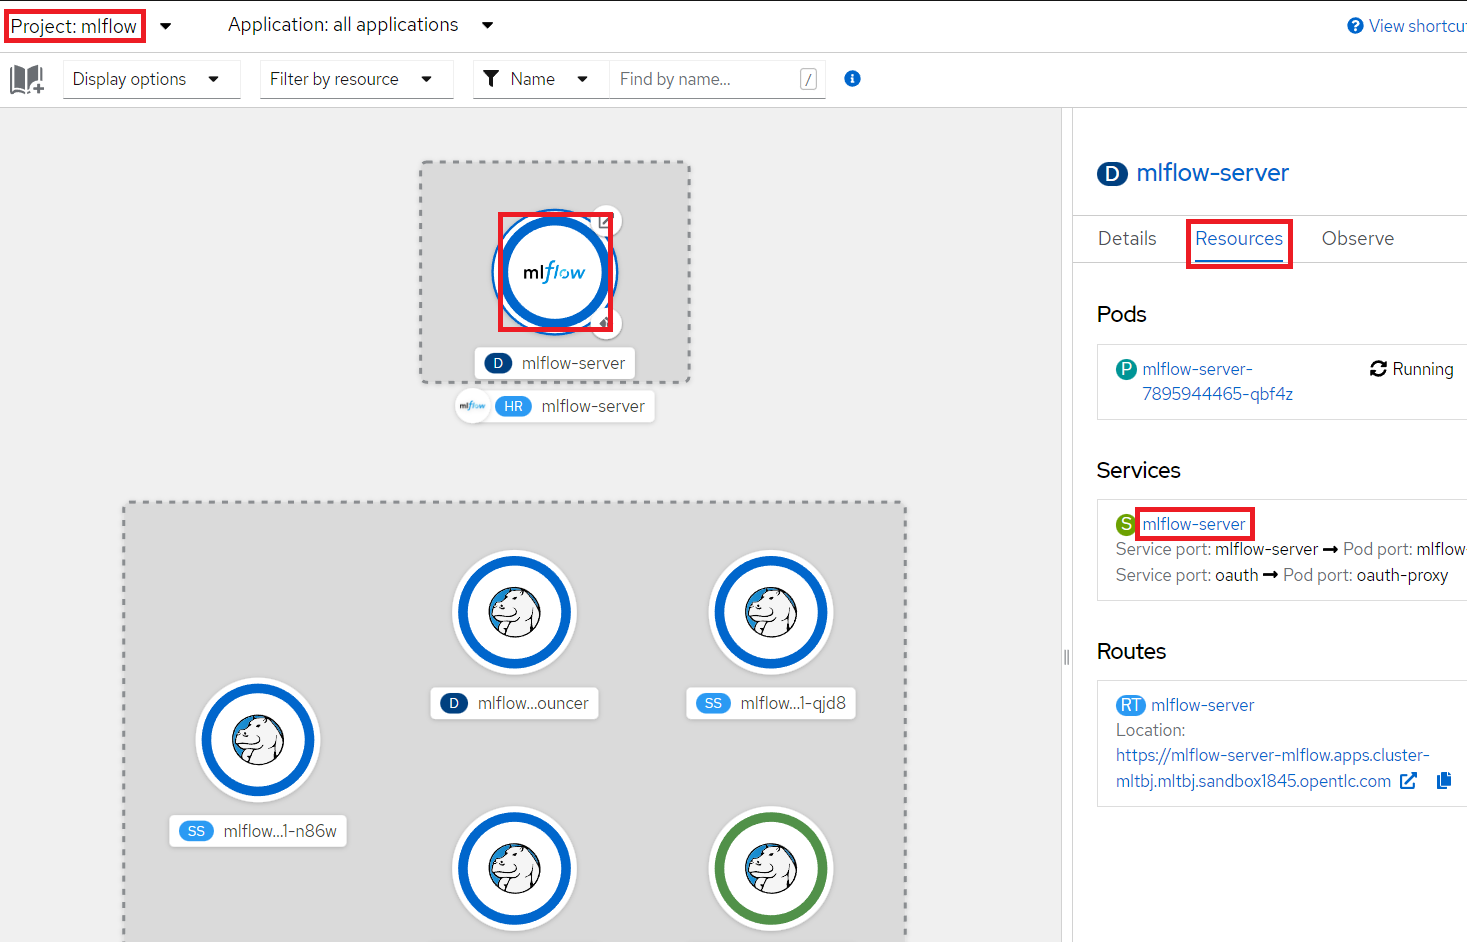 Project: mlflow
Application: all applications
View shortcu
Display options
Filter by resource
Name
Find by name...
/
mlflow
D mlflow-server
mlflow HR mlflow-server
D mlflow...ouncer
SS mlflow...1-qjd8
SS mlflow...1-n86w
D mlflow-server
Details
Resources
Observe
Pods
P mlflow-server-
7895944465-qbf4z
Running
Services
S mlflow-server
Service port: mlflow-server → Pod port: mlflow-
Service port: oauth → Pod port: oauth-proxy
Routes
RT mlflow-server
Location:
https://mlflow-server-mlflow.apps.cluster-
mltbj.mltbj.sandbox1845.opentlc.com